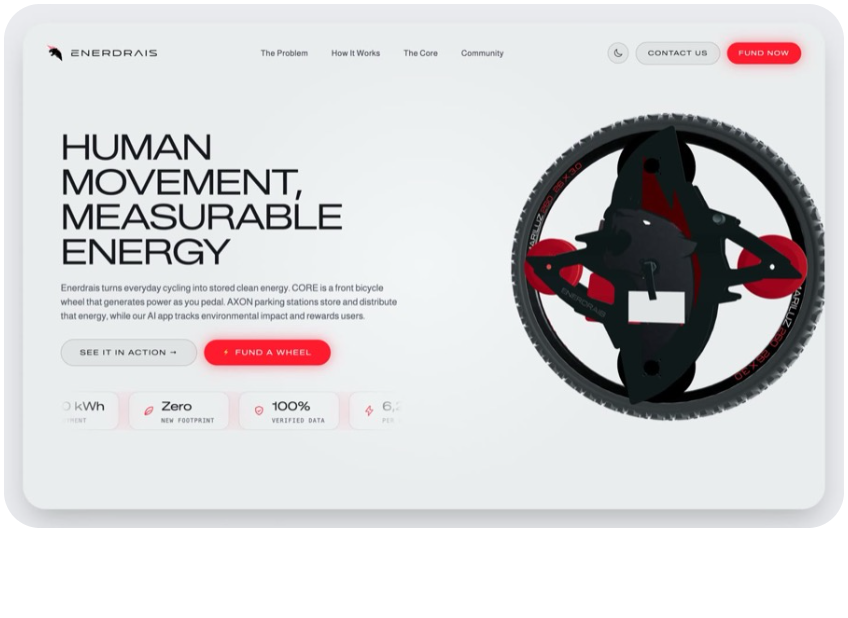 ENERDRAIS
The Problem
How It Works
The Core
Community
CONTACT US
FUND NOW
HUMAN
MOVEMENT,
MEASURABLE
ENERGY
Enerdrais turns everyday cycling into stored clean energy. CORE is a front bicycle
wheel that generates power as you pedal. AXON parking stations store and distribute
that energy, while our AI app tracks environmental impact and rewards users.
SEE IT IN ACTION →
FUND A WHEEL
kWh
Zero
NEW FOOTPRINT
100%
VERIFIED DATA
ENERDRAIS